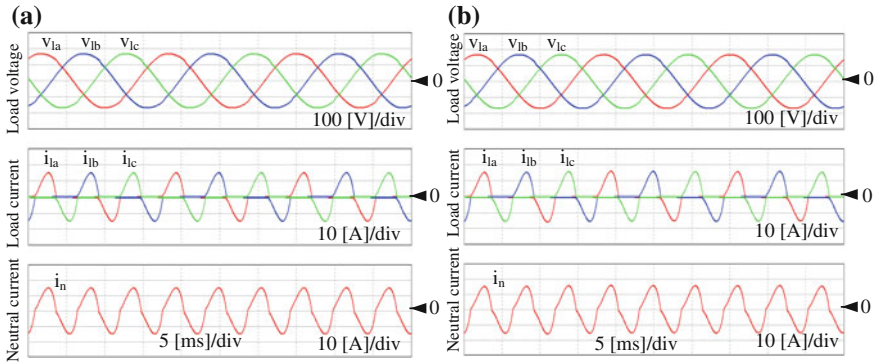 (a)
Load voltage
v_la v_lb v_lc
0
100 [V]/div
Load current
i_la i_lb i_lc
0
10 [A]/div
Neutral current
i_n
0
5 [ms]/div
10 [A]/div
(b)
Load voltage
v_la v_lb v_lc
0
100 [V]/div
Load current
i_la i_lb i_lc
0
10 [A]/div
Neutral current
i_n
0
5 [ms]/div
10 [A]/div